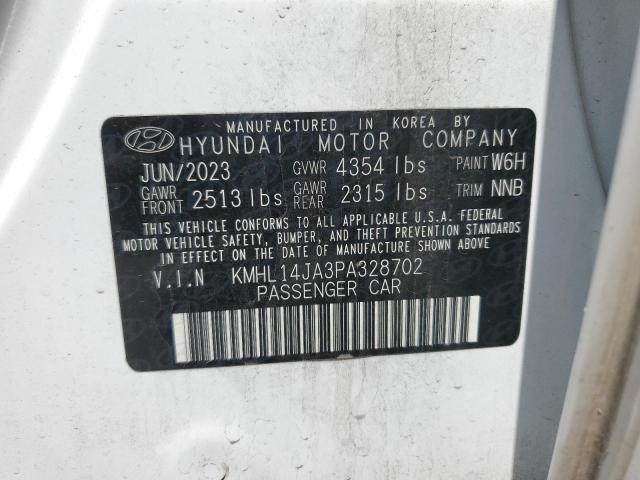 MANUFACTURED IN KOREA BY
HYUNDAI MOTOR COMPANY
JUN/2023 GVWR 4354 lbs PAINT W6H
GAWR FRONT 2513 lbs GAWR REAR 2315 lbs TRIM NNB
THIS VEHICLE CONFORMS TO ALL APPLICABLE U.S.A. FEDERAL
MOTOR VEHICLE SAFETY, BUMPER, AND THEFT PREVENTION
STANDARDS IN EFFECT ON THE DATE OF MANUFACTURE SHOWN ABOVE.
V.I.N KMHL14JA3PA328702
PASSENGER CAR